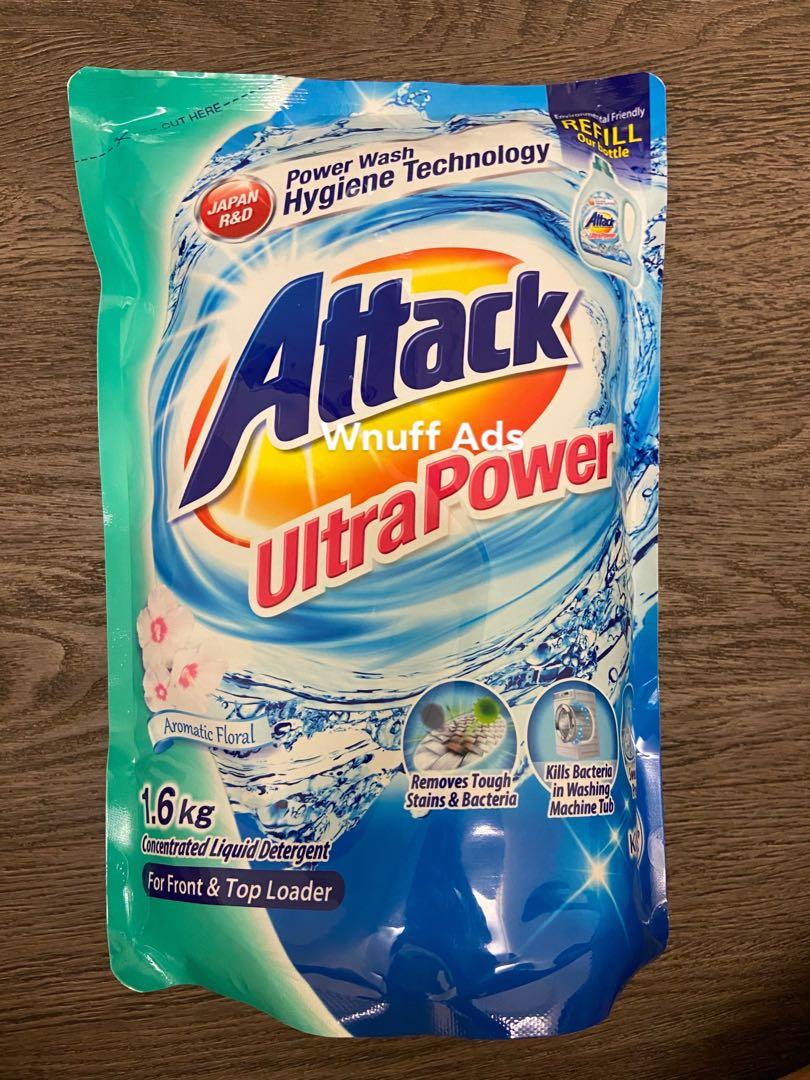 CUT HERE
Environmental Friendly
REFILL
Our Bottle
JAPAN
R&D
Power Wash
Hygiene Technology
Attack
Attack
Wnuff Ads
UltraPower
Aromatic Floral
Removes Tough
Stains & Bacteria
Kills Bacteria
in Washing
Machine Tub
1.6 kg
Concentrated Liquid Detergent
For Front & Top Loader